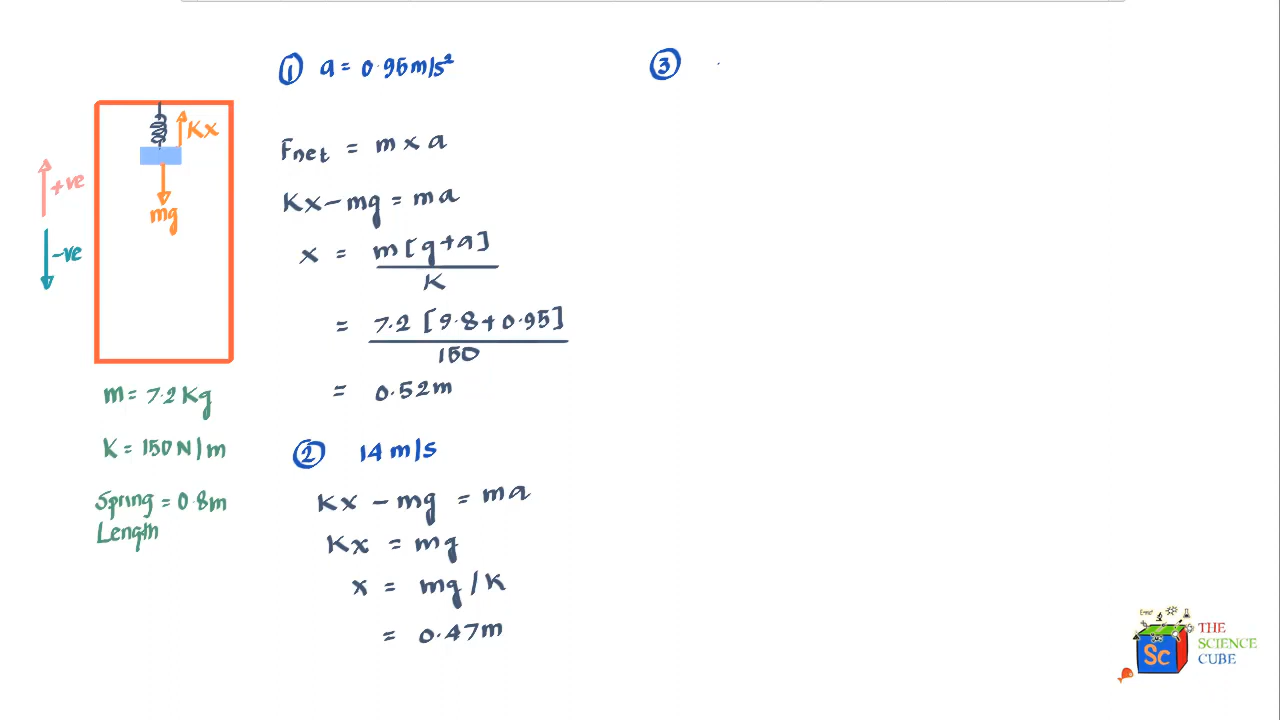 ① a = 0.95m/s²
③
Kx
+ve
mg
-ve
Fnet = m x a
Kx - mg = ma
x = m[g+a]
K
= 7.2 [9.8+0.95]
150
= 0.52m
m = 7.2 Kg
K = 150 N/m
Spring = 0.8m
Length
② 14 m/s
Kx - mg = ma
Kx = mg
x = mg/K
= 0.47m
Sc
THE
SCIENCE
CUBE